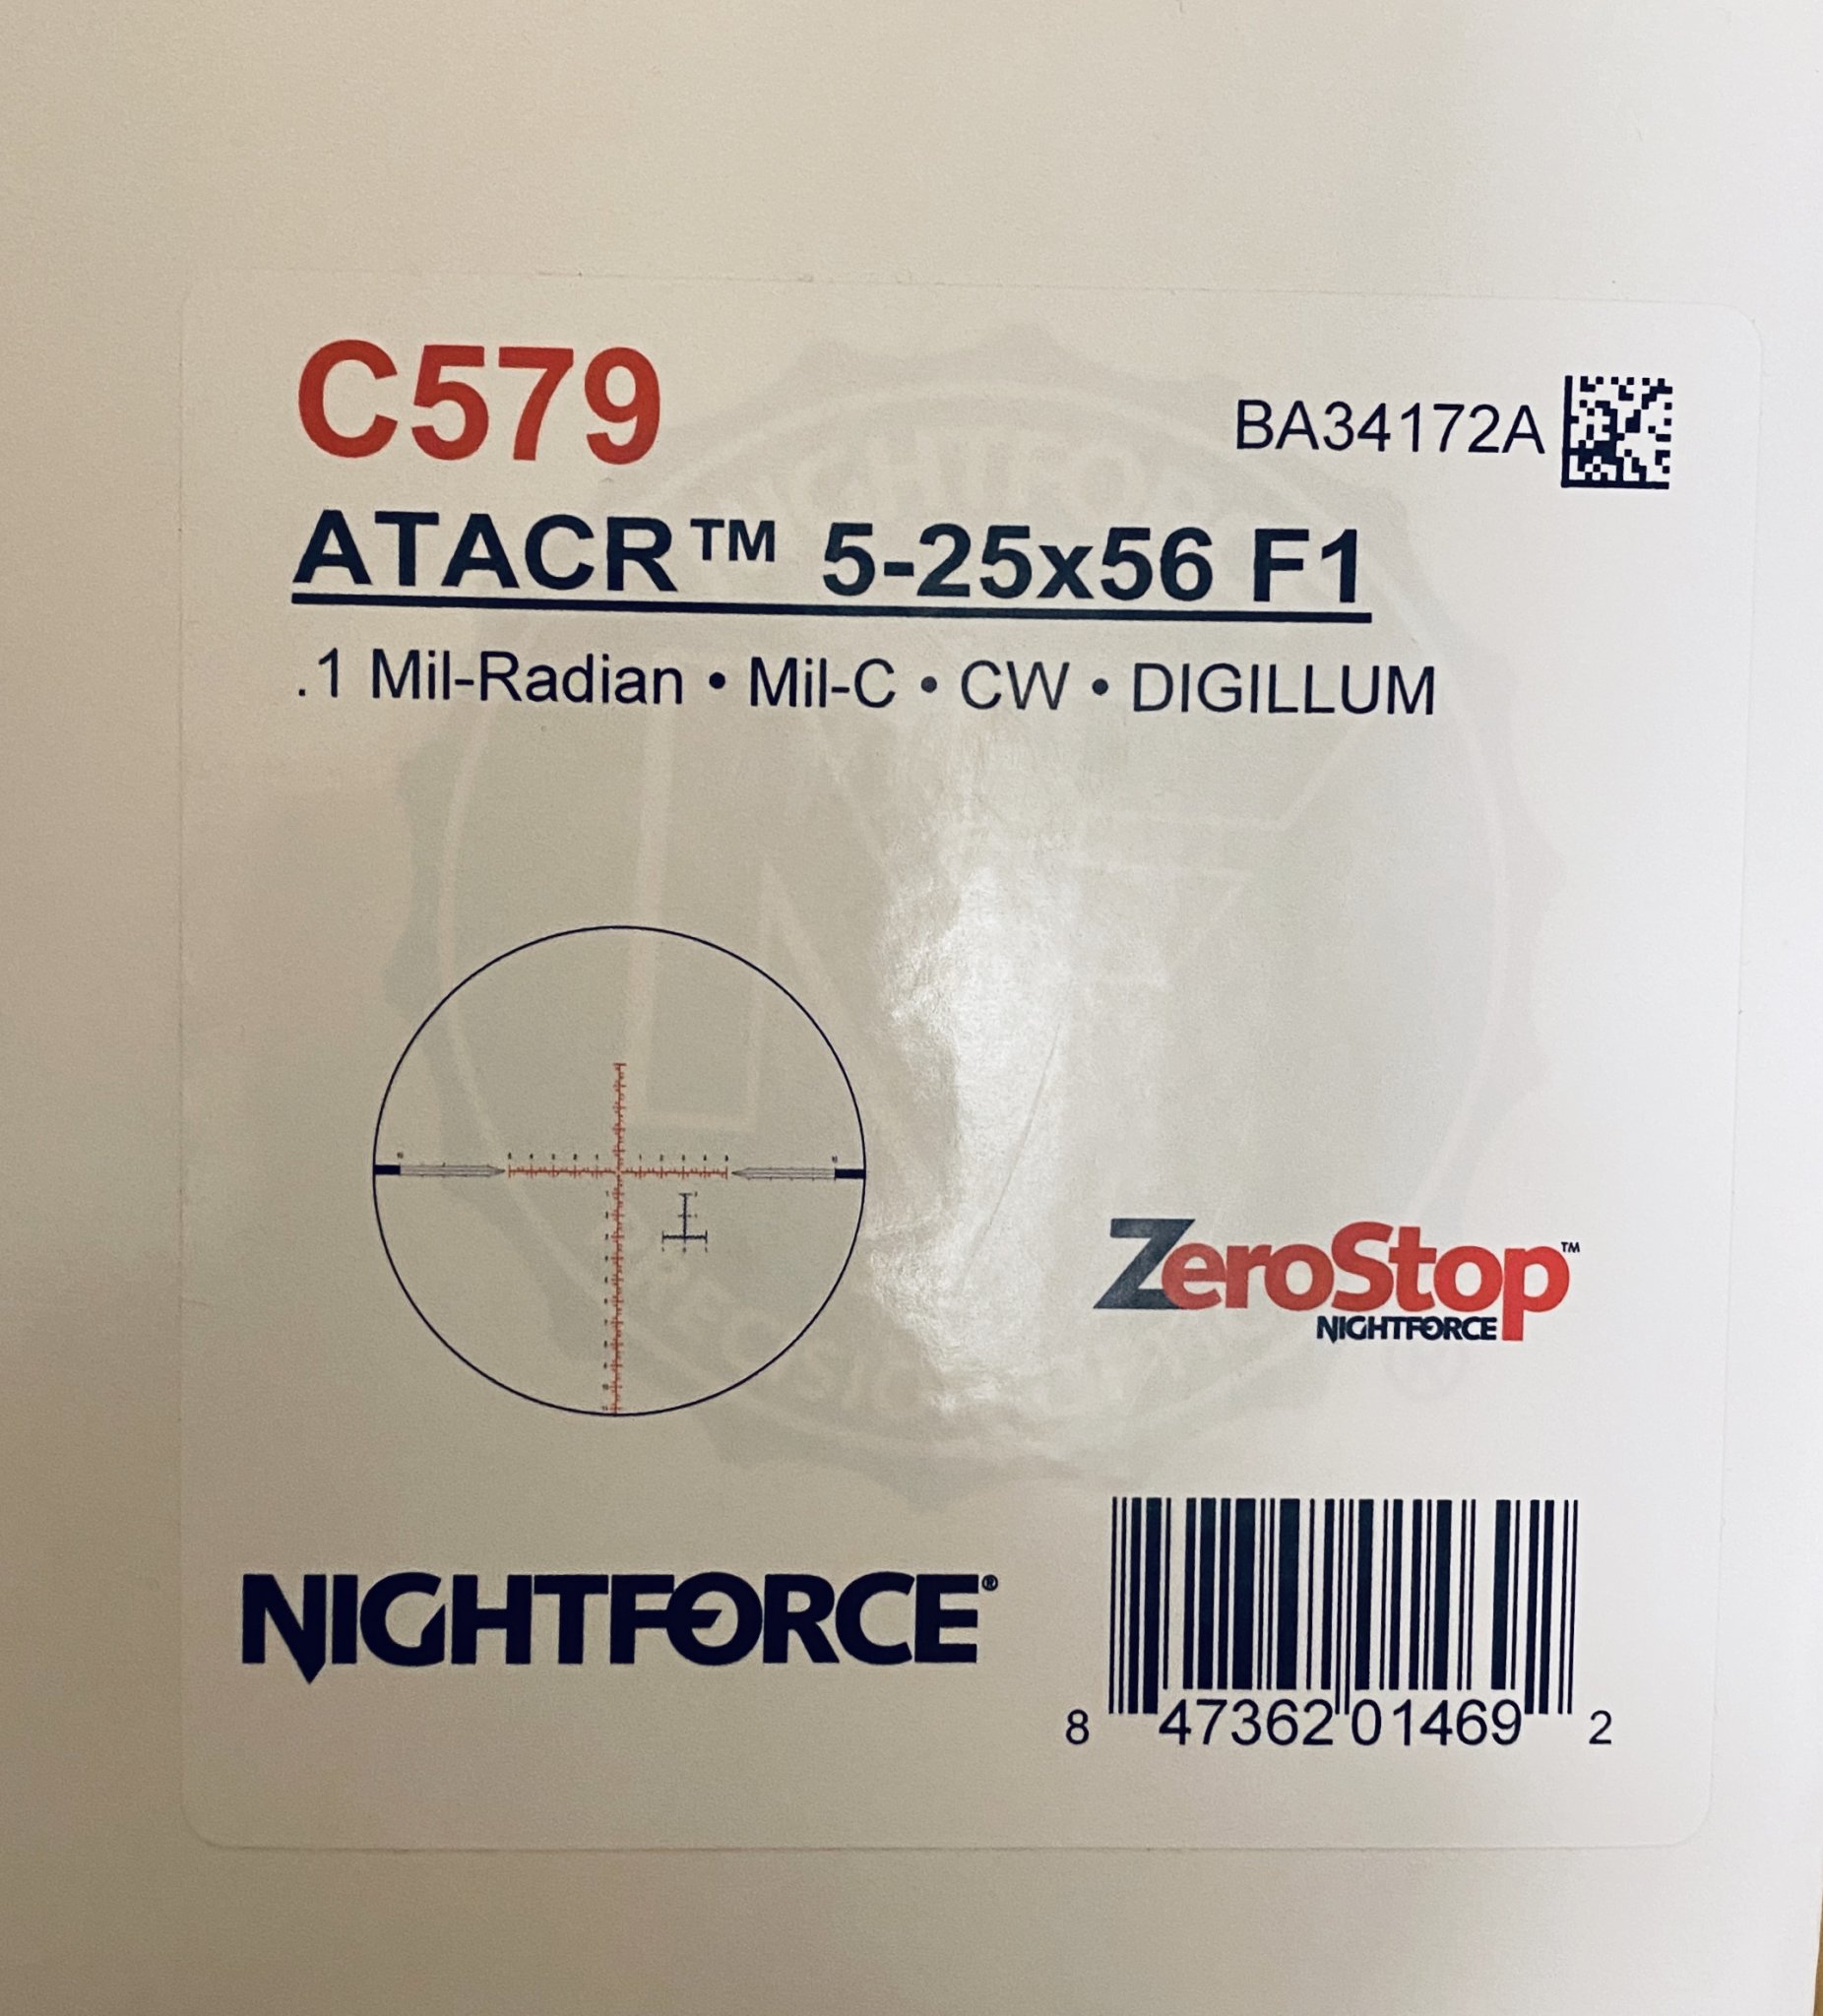 C579
BA34172A
ATACR™ 5-25x56 F1
.1 Mil-Radian • Mil-C • CW • DIGILLUM
ZeroStop™
NIGHTFORCE
NIGHTFORCE®
8 47362 01469 2